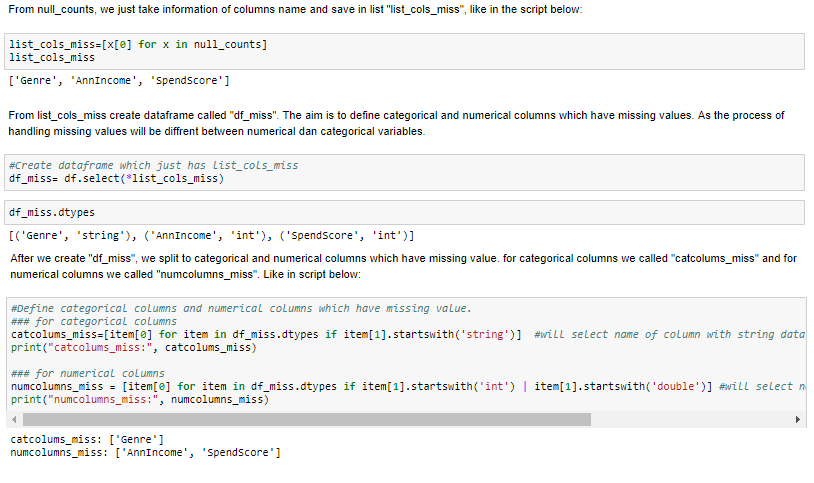 From null_counts, we just take information of columns name and save in list "list_cols_miss", like in the script below:
list_cols_miss=[x[0] for x in null_counts]
list_cols_miss
['Genre', 'AnnIncome', 'SpendScore']
From list_cols_miss create dataframe called "df_miss". The aim is to define categorical and numerical columns which have missing values. As the process of
handling missing values will be diffrent between numerical dan categorical variables.
#Create dataframe which just has list_cols_miss
df_miss= df.select(*list_cols_miss)
df_miss.dtypes
[('Genre', 'string'), ('AnnIncome', 'int'), ('SpendScore', 'int')]
After we create "df_miss", we split to categorical and numerical columns which have missing value. for categorical columns we called "catcolums_miss" and for
numerical columns we called "numcolumns_miss". Like in script below:
#Define categorical columns and numerical columns which have missing value.
### for categorical columns
catcolums_miss=[item[0] for item in df_miss.dtypes if item[1].startswith('string')]  #will select name of column with string data
print("catcolums_miss:", catcolums_miss)
### for numerical columns
numcolumns_miss = [item[0] for item in df_miss.dtypes if item[1].startswith('int') | item[1].startswith('double')] #will select
print("numcolumns_miss:", numcolumns_miss)
catcolums_miss: ['Genre']
numcolumns_miss: ['AnnIncome', 'SpendScore']